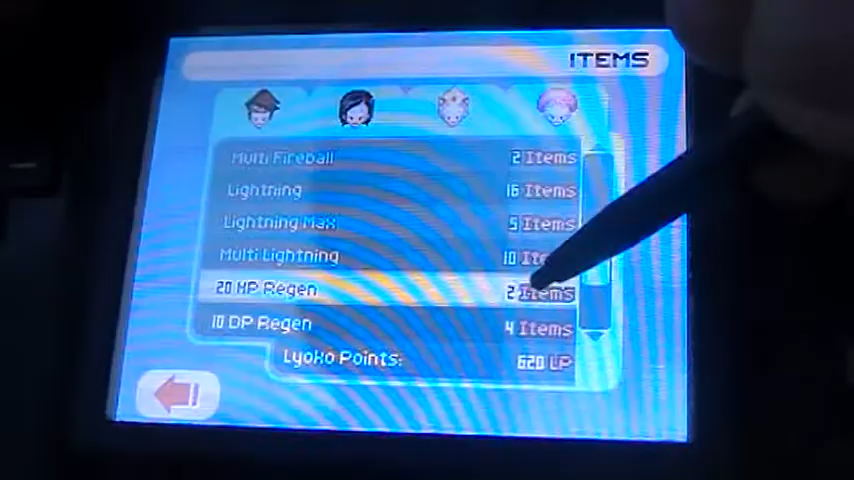 ITEMS
Multi Fireball 2 Items
Lightning 16 Items
Lightning Max 5 Items
Multi Lightning 10
20 HP Regen 2 Items
10 DP Regen 4 Items
Lyoko Points: 620 LP